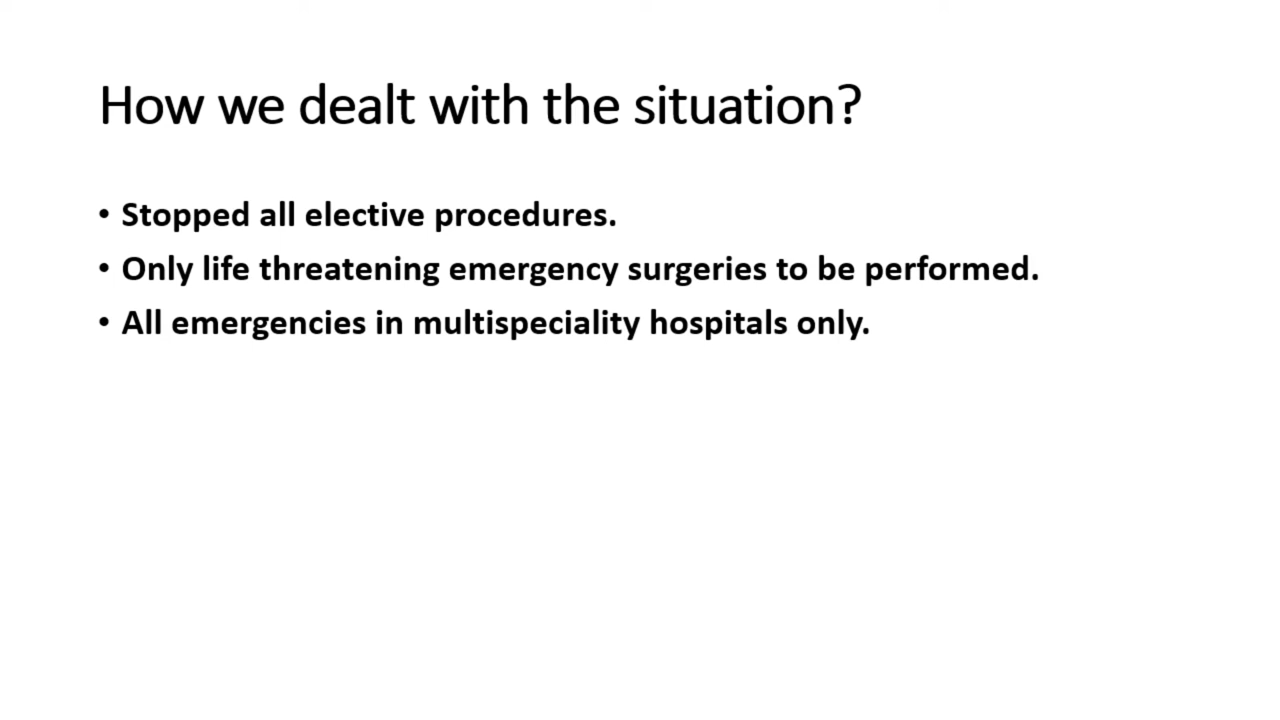 How we dealt with the situation?
• Stopped all elective procedures.
• Only life threatening emergency surgeries to be performed.
• All emergencies in multispeciality hospitals only.